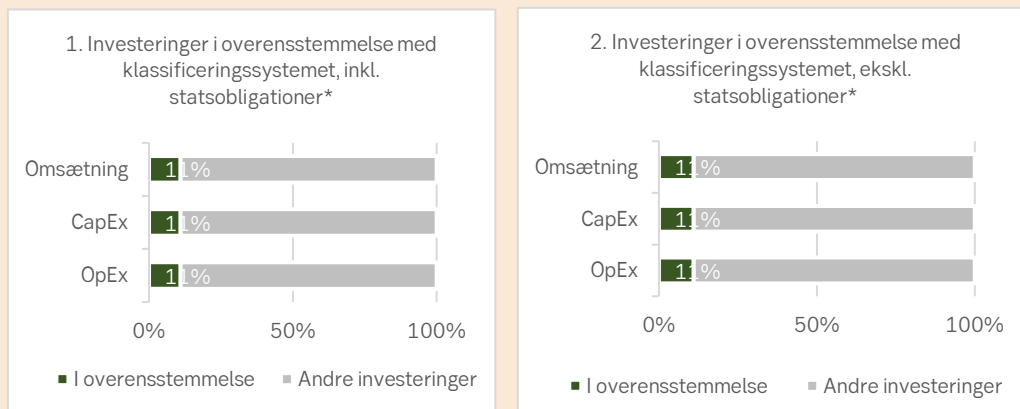 1. Investeringer i overensstemmelse med
klassificeringssystemet, inkl.
statsobligationer*
Omsætning
11%
CapEx
11%
OpEx
11%
0%
50%
100%
I overensstemmelse
Andre investeringer
2. Investeringer i overensstemmelse med
klassificeringssystemet, ekskl.
statsobligationer*
Omsætning
11%
CapEx
11%
OpEx
11%
0%
50%
100%
I overensstemmelse
Andre investeringer